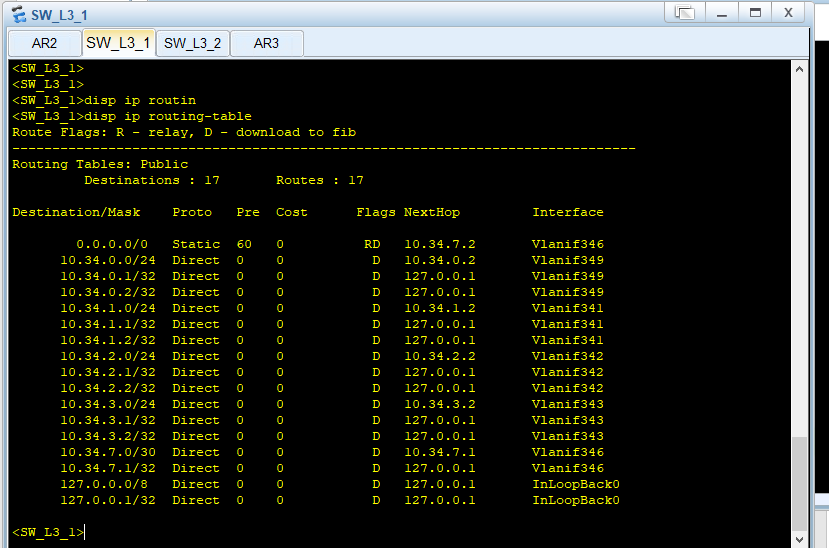 SW_L3_1
AR2 SW_L3_1 SW_L3_2 AR3
<SW_L3_1>
<SW_L3_1>
<SW_L3_1>disp ip routin
<SW_L3_1>disp ip routing-table
Route Flags: R - relay, D - download to fib
------------------------------------------------------------------------------
Routing Tables: Public
         Destinations : 17       Routes : 17

Destination/Mask    Proto   Pre  Cost      Flags NextHop         Interface

        0.0.0.0/0   Static  60   0          RD   10.34.7.2       Vlanif346
      10.34.0.0/24  Direct  0    0           D   10.34.0.2       Vlanif349
      10.34.0.1/32  Direct  0    0           D   127.0.0.1       Vlanif349
      10.34.0.2/32  Direct  0    0           D   127.0.0.1       Vlanif349
      10.34.1.0/24  Direct  0    0           D   10.34.1.2       Vlanif341
      10.34.1.1/32  Direct  0    0           D   127.0.0.1       Vlanif341
      10.34.1.2/32  Direct  0    0           D   127.0.0.1       Vlanif341
      10.34.2.0/24  Direct  0    0           D   10.34.2.2       Vlanif342
      10.34.2.1/32  Direct  0    0           D   127.0.0.1       Vlanif342
      10.34.2.2/32  Direct  0    0           D   127.0.0.1       Vlanif342
      10.34.3.0/24  Direct  0    0           D   10.34.3.2       Vlanif343
      10.34.3.1/32  Direct  0    0           D   127.0.0.1       Vlanif343
      10.34.3.2/32  Direct  0    0           D   127.0.0.1       Vlanif343
      10.34.7.0/30  Direct  0    0           D   10.34.7.1       Vlanif346
      10.34.7.1/32  Direct  0    0           D   127.0.0.1       Vlanif346
      127.0.0.0/8   Direct  0    0           D   127.0.0.1       InLoopBack0
      127.0.0.1/32  Direct  0    0           D   127.0.0.1       InLoopBack0

<SW_L3_1>